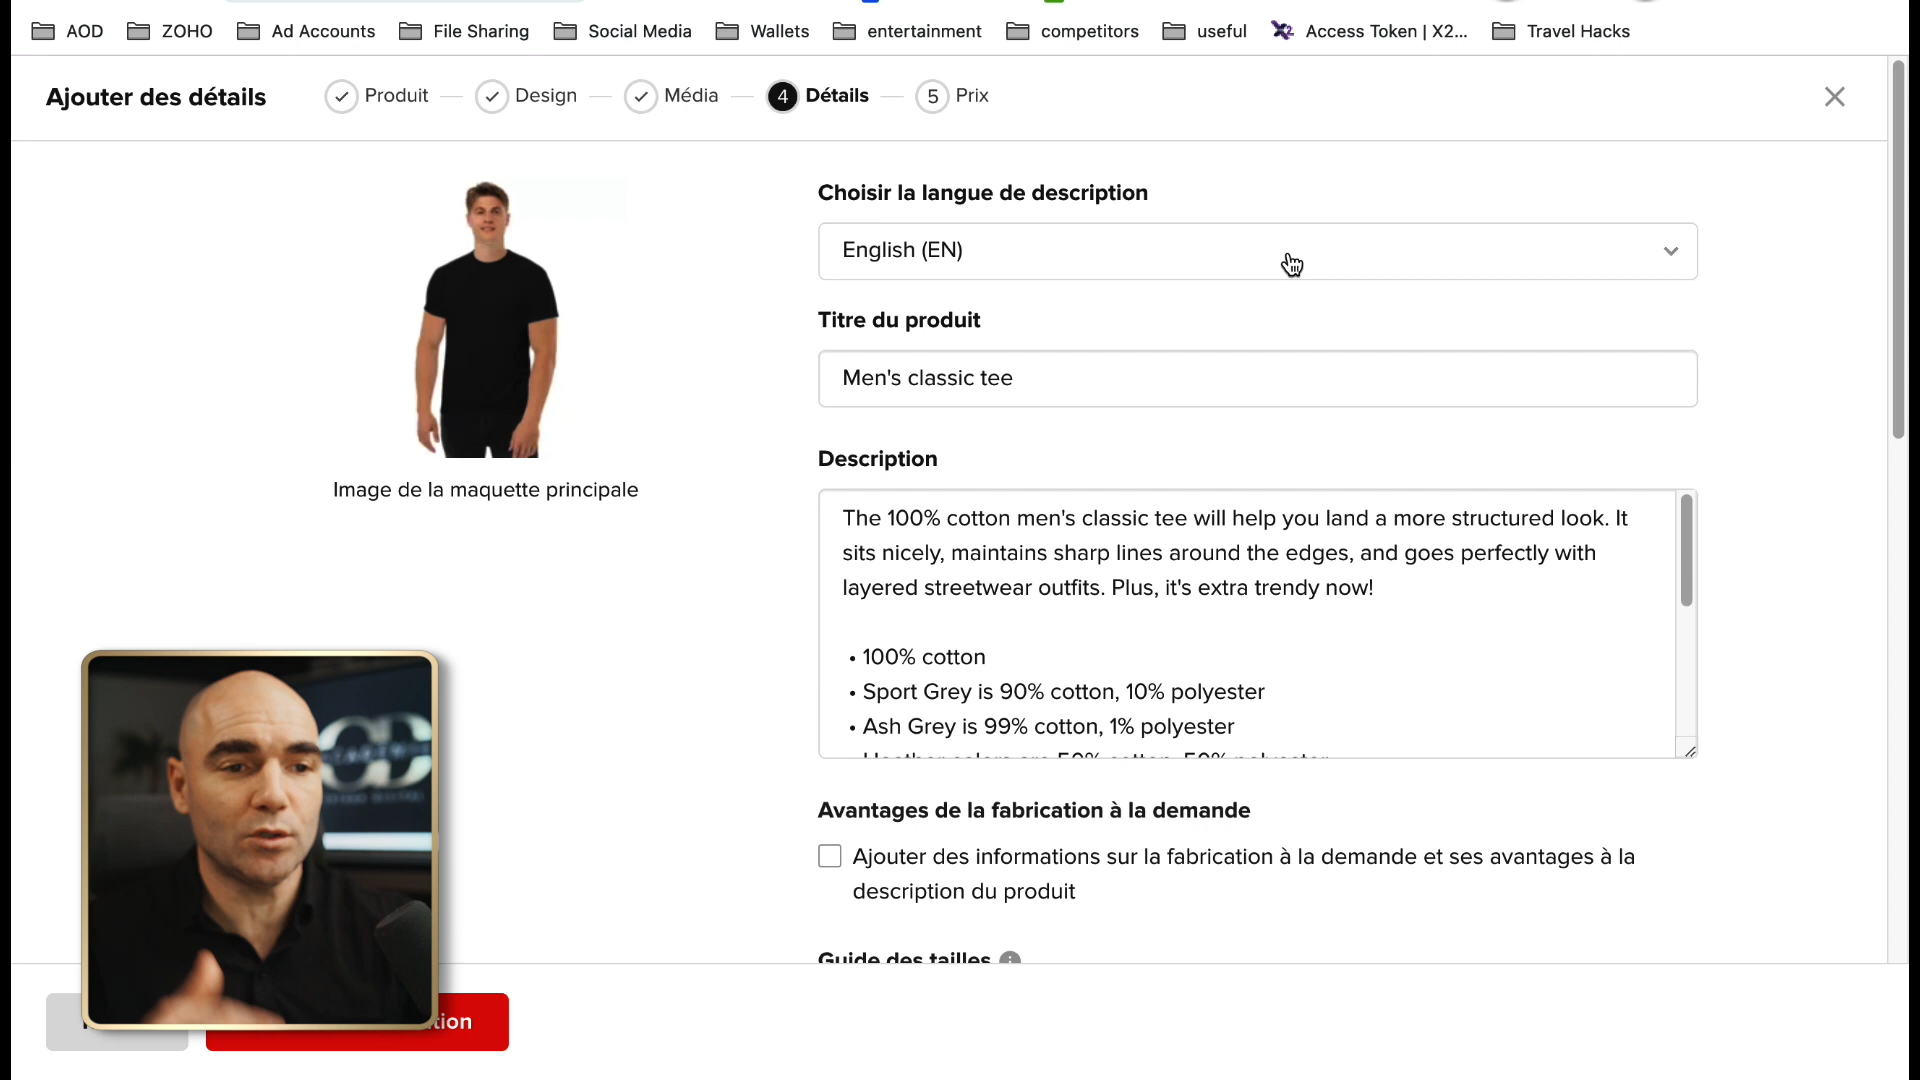 AOD ZOHO Ad Accounts File Sharing Social Media Wallets entertainment competitors useful Access Token | X2... Travel Hacks
Ajouter des détails Produit Design Média 4 Détails 5 Prix
Choisir la langue de description
English (EN)
Titre du produit
Men's classic tee
Image de la maquette principale
Description
The 100% cotton men's classic tee will help you land a more structured look. It
sits nicely, maintains sharp lines around the edges, and goes perfectly with
layered streetwear outfits. Plus, it's extra trendy now!
• 100% cotton
• Sport Grey is 90% cotton, 10% polyester
• Ash Grey is 99% cotton, 1% polyester
Avantages de la fabrication à la demande
Ajouter des informations sur la fabrication à la demande et ses avantages à la
description du produit
Guide des tailles